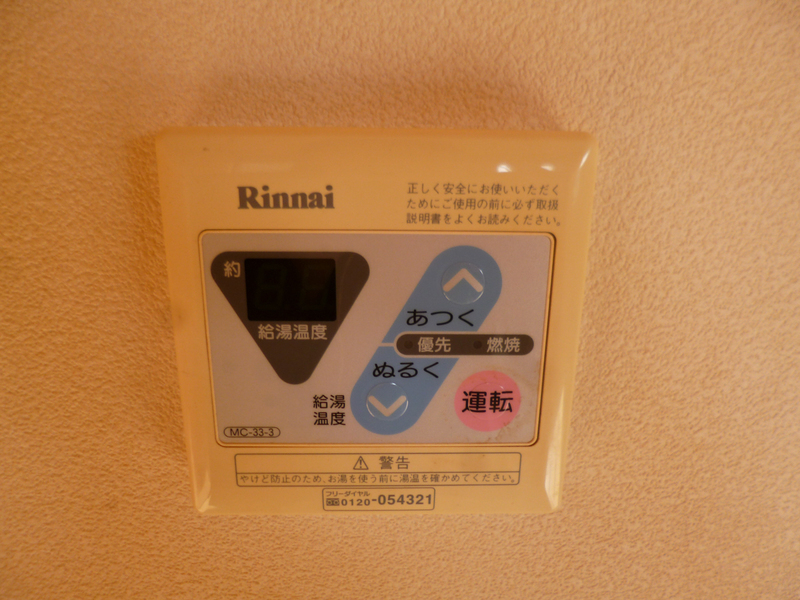 Rinnai
正しく安全にお使いいただく
ためにご使用の前に必ず取扱
説明書をよくお読みください。
約
給湯温度
あつく
優先 燃焼
ぬるく
給湯
温度
運転
MC-33-3
警告
やけど防止のため、お湯を使う前に湯温を確かめてください。
フリーダイヤル
0120-054321